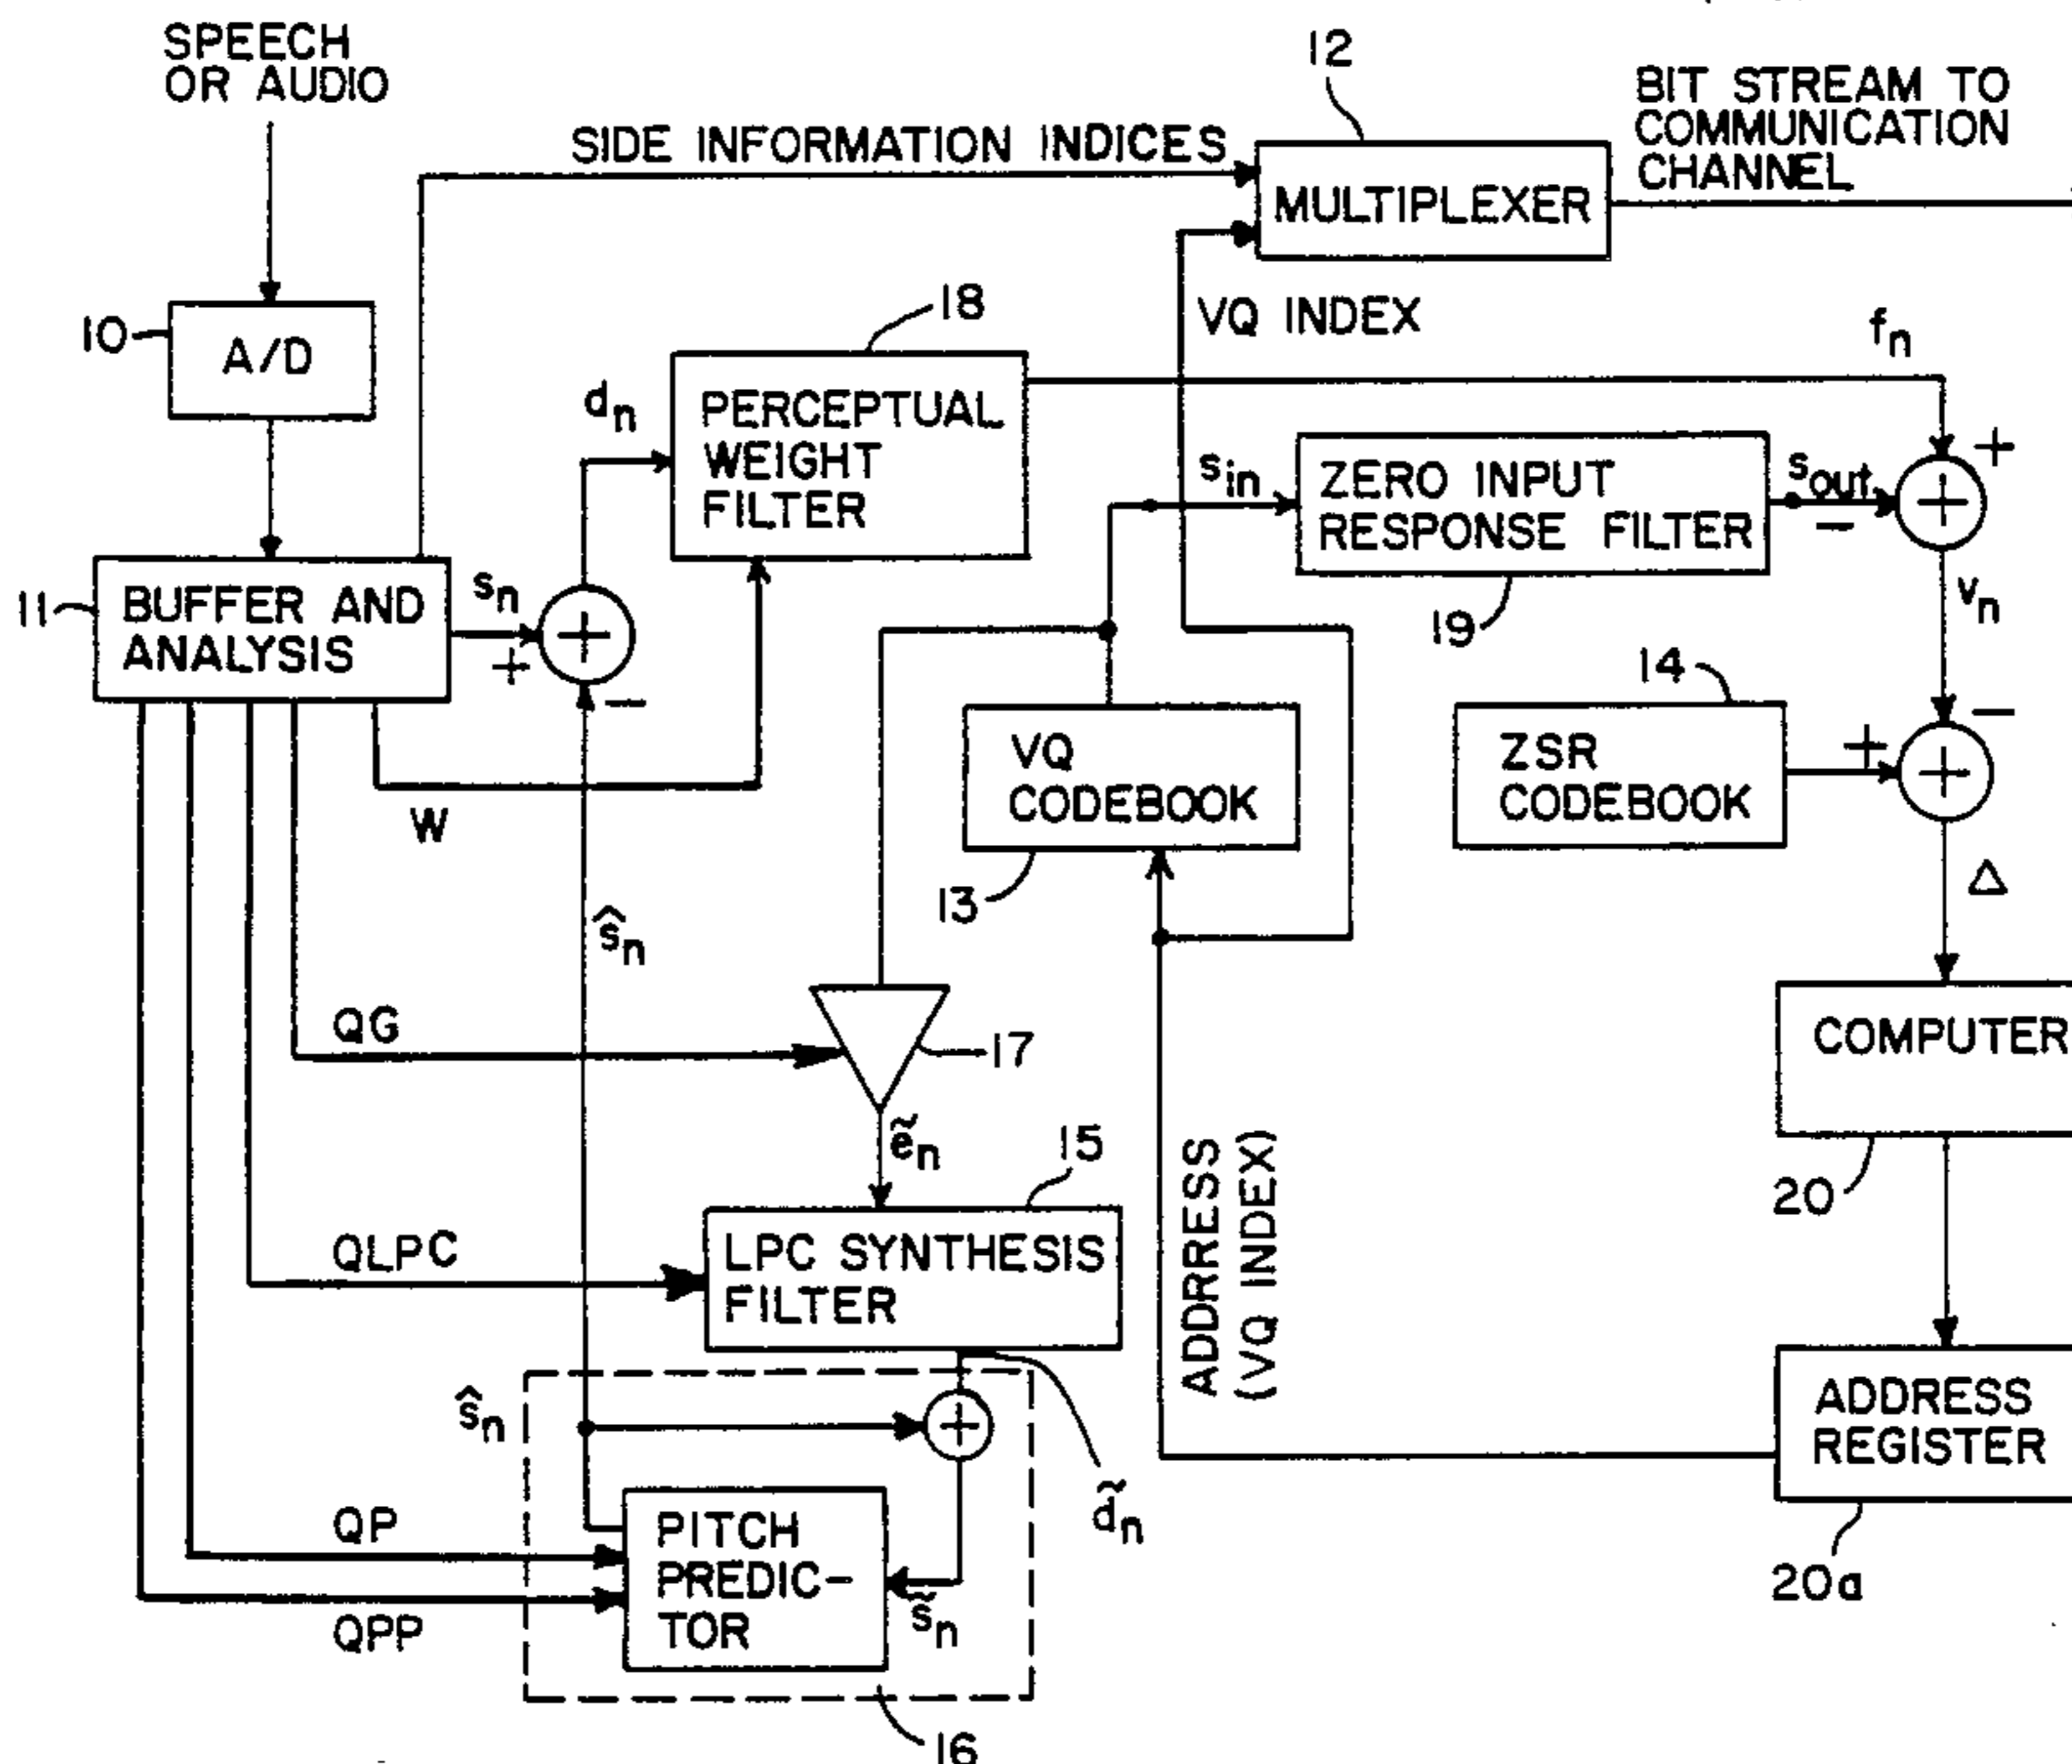 SPEECH
OR AUDIO
12
BIT STREAM TO
COMMUNICATION
CHANNEL
SIDE INFORMATION INDICES
MULTIPLEXER
10
A/D
18
VQ INDEX
fn
dn
PERCEPTUAL
WEIGHT
FILTER
+
sin
ZERO INPUT
RESPONSE FILTER
sout
−
+
11
BUFFER AND
ANALYSIS
sn
+
+
−
19
vn
14
−
VQ
CODEBOOK
ZSR
CODEBOOK
+
+
W
13
Δ
ŝn
QG
17
COMPUTER
ẽn
15
20
QLPC
LPC SYNTHESIS
FILTER
ADDRRESS
(VQ INDEX)
ŝn
+
ADDRESS
REGISTER
d̃n
QP
PITCH
PREDIC-
TOR
s̃n
QPP
20a
16